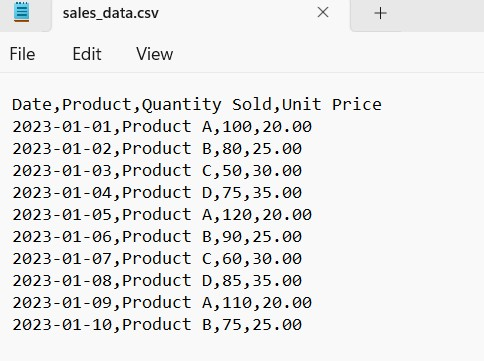 sales_data.csv
File Edit View
Date,Product,Quantity Sold,Unit Price
2023-01-01,Product A,100,20.00
2023-01-02,Product B,80,25.00
2023-01-03,Product C,50,30.00
2023-01-04,Product D,75,35.00
2023-01-05,Product A,120,20.00
2023-01-06,Product B,90,25.00
2023-01-07,Product C,60,30.00
2023-01-08,Product D,85,35.00
2023-01-09,Product A,110,20.00
2023-01-10,Product B,75,25.00